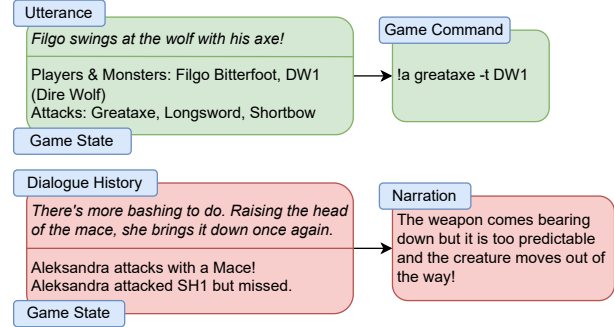 Utterance
Filgo swings at the wolf with his axe!
Players & Monsters: Filgo Bitterfoot, DW1
(Dire Wolf)
Attacks: Greataxe, Longsword, Shortbow
Game State
Game Command
!a greataxe -t DW1
Dialogue History
There's more bashing to do. Raising the head
of the mace, she brings it down once again.
Aleksandra attacks with a Mace!
Aleksandra attacked SH1 but missed.
Game State
Narration
The weapon comes bearing
down but it is too predictable
and the creature moves out of
the way!